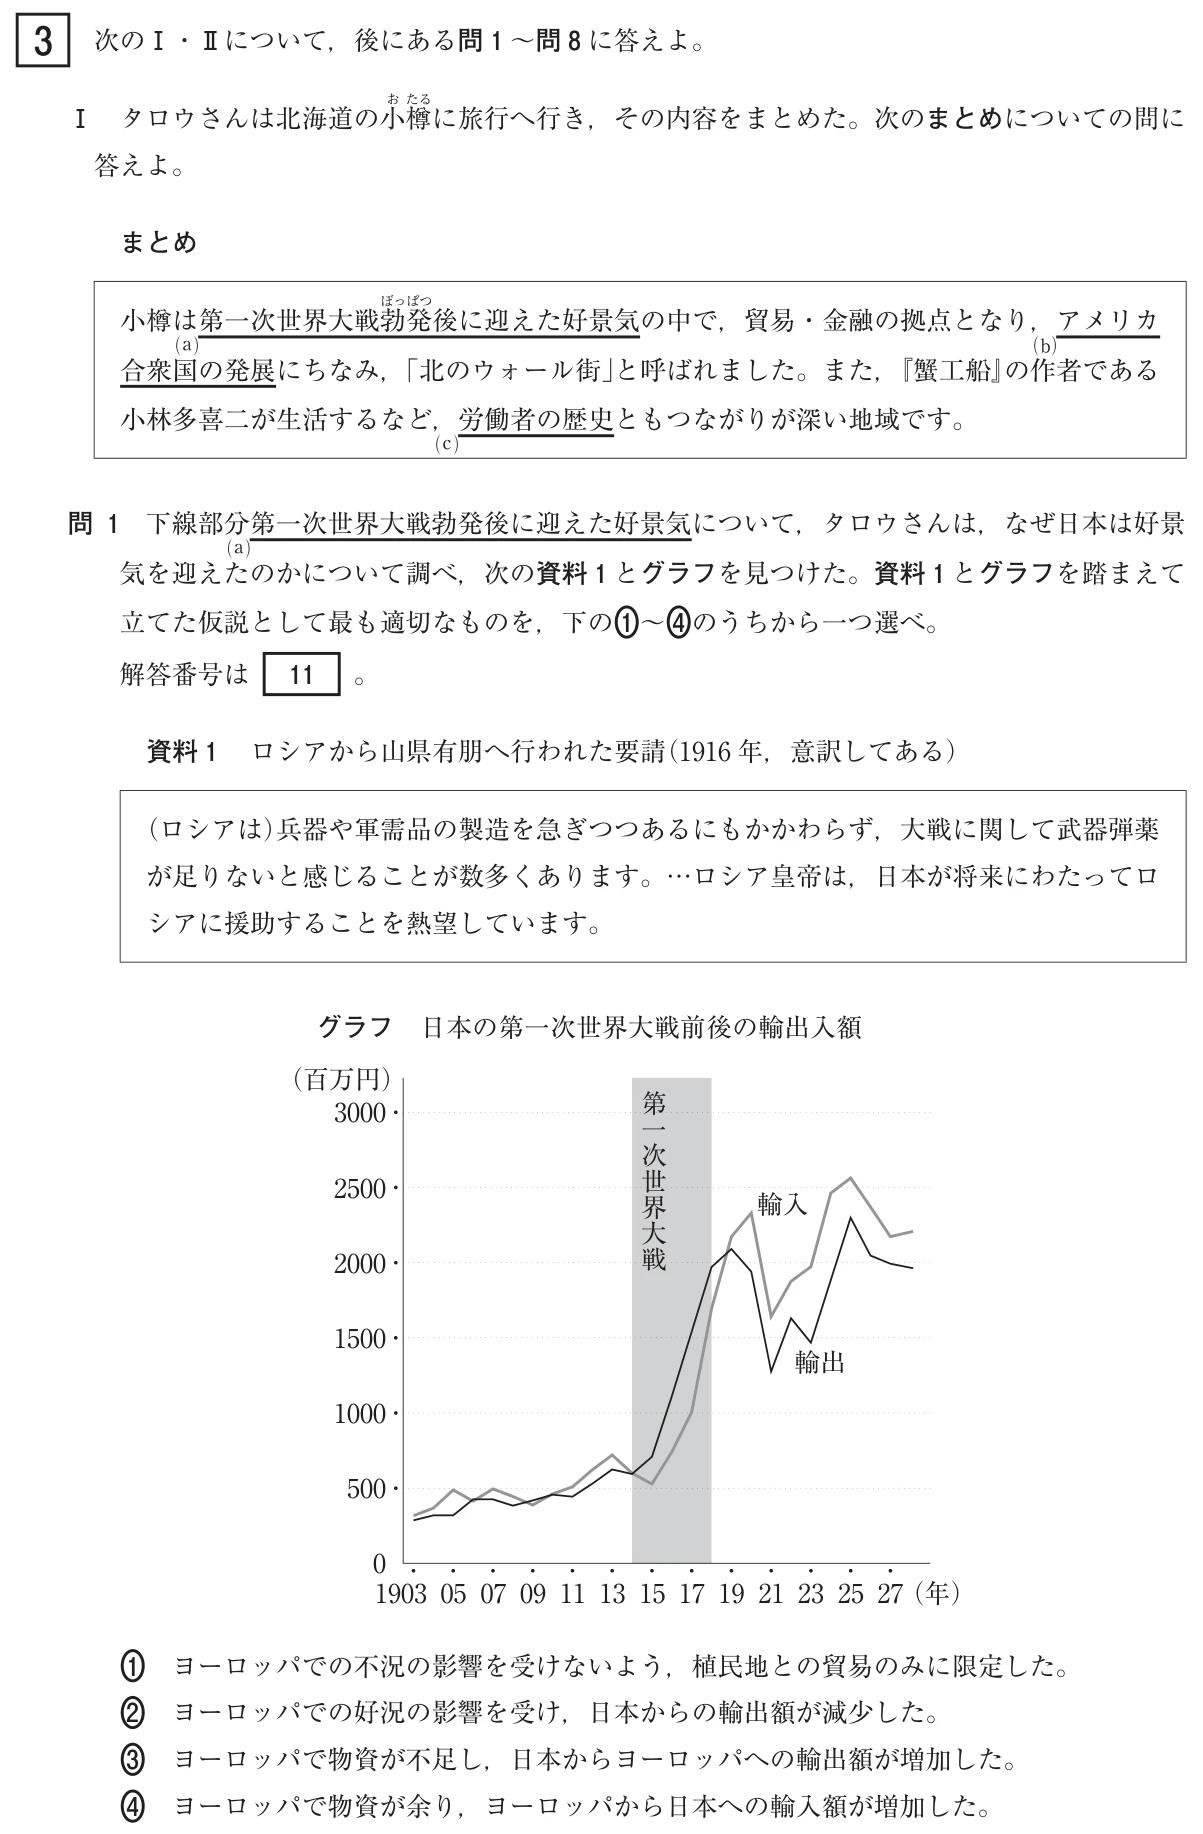 3 次のⅠ・Ⅱについて，後にある問1～問8に答えよ。
Ⅰ タロウさんは北海道の小樽に旅行へ行き，その内容をまとめた。次のまとめについての問に
おたる
答えよ。
まとめ
ぼっぱつ
小樽は第一次世界大戦勃発後に迎えた好景気の中で，貿易・金融の拠点となり，アメリカ
(a) (b)
合衆国の発展にちなみ，「北のウォール街」と呼ばれました。また，『蟹工船』の作者である
小林多喜二が生活するなど，労働者の歴史ともつながりが深い地域です。
(c)
問1 下線部分第一次世界大戦勃発後に迎えた好景気について，タロウさんは，なぜ日本は好景
(a)
気を迎えたのかについて調べ，次の資料1とグラフを見つけた。資料1とグラフを踏まえて
立てた仮説として最も適切なものを，下の①～④のうちから一つ選べ。
解答番号は 11 。
資料1 ロシアから山県有朋へ行われた要請(1916年，意訳してある)
(ロシアは)兵器や軍需品の製造を急ぎつつあるにもかかわらず，大戦に関して武器弾薬
が足りないと感じることが数多くあります。…ロシア皇帝は，日本が将来にわたってロ
シアに援助することを熱望しています。
グラフ 日本の第一次世界大戦前後の輸出入額
(百万円)
3000
2500
2000
1500
1000
500
0
第一次世界大戦
輸入
輸出
1903 05 07 09 11 13 15 17 19 21 23 25 27 (年)
① ヨーロッパでの不況の影響を受けないよう，植民地との貿易のみに限定した。
② ヨーロッパでの好況の影響を受け，日本からの輸出額が減少した。
③ ヨーロッパで物資が不足し，日本からヨーロッパへの輸出額が増加した。
④ ヨーロッパで物資が余り，ヨーロッパから日本への輸入額が増加した。